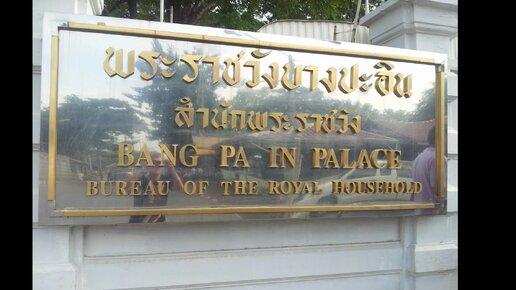 พระราชวังบางปะอิน
สำนักพระราชวัง
BANG PA IN PALACE
BUREAU OF THE ROYAL HOUSEHOLD